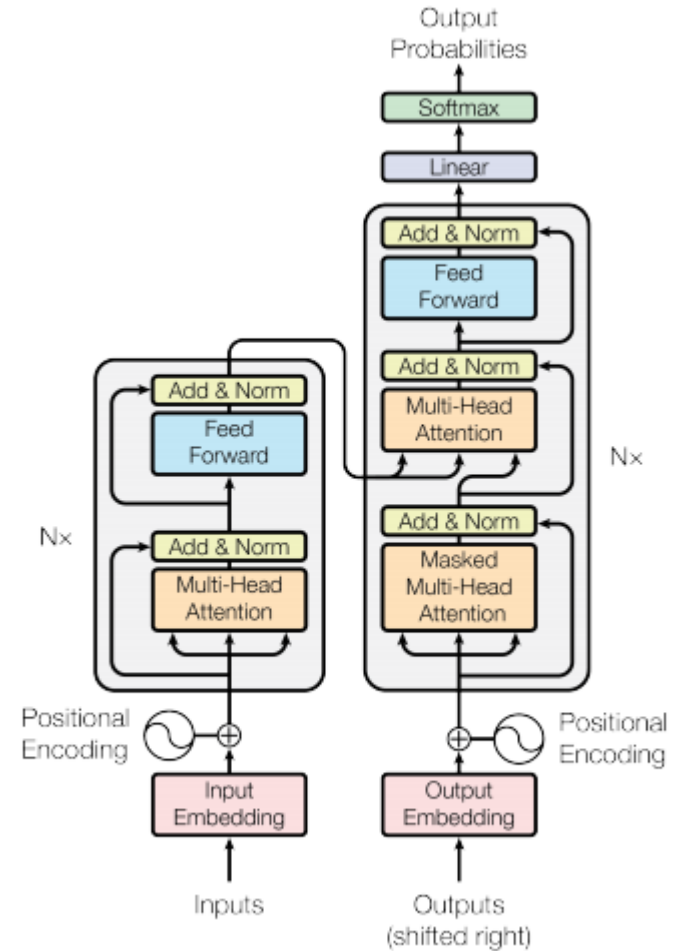 Output
Probabilities
Softmax
Linear
Add & Norm
Feed
Forward
Add & Norm
Multi-Head
Attention
Add & Norm
Masked
Multi-Head
Attention
N×
Add & Norm
Feed
Forward
Add & Norm
Multi-Head
Attention
N×
Positional
Encoding
Positional
Encoding
Input
Embedding
Output
Embedding
Inputs
Outputs
(shifted right)